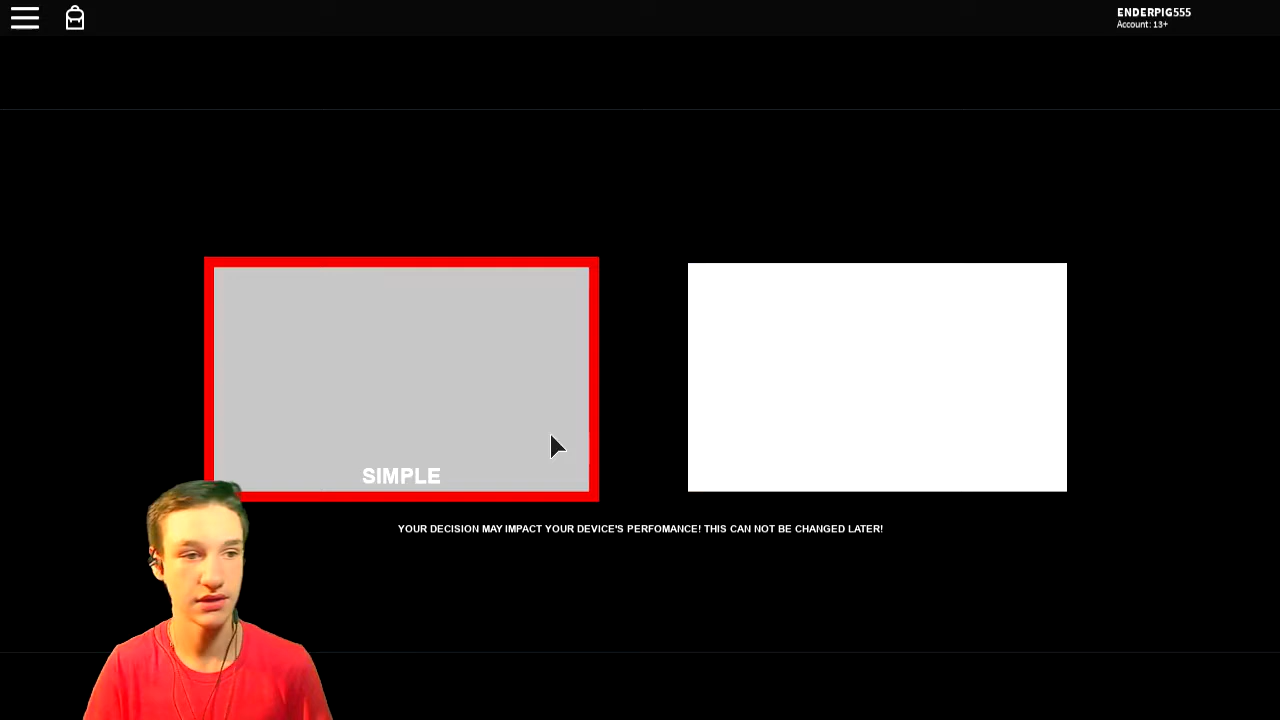 ENDERPIG555
Account: 13+
SIMPLE
YOUR DECISION MAY IMPACT YOUR DEVICE'S PERFOMANCE! THIS CAN NOT BE CHANGED LATER!